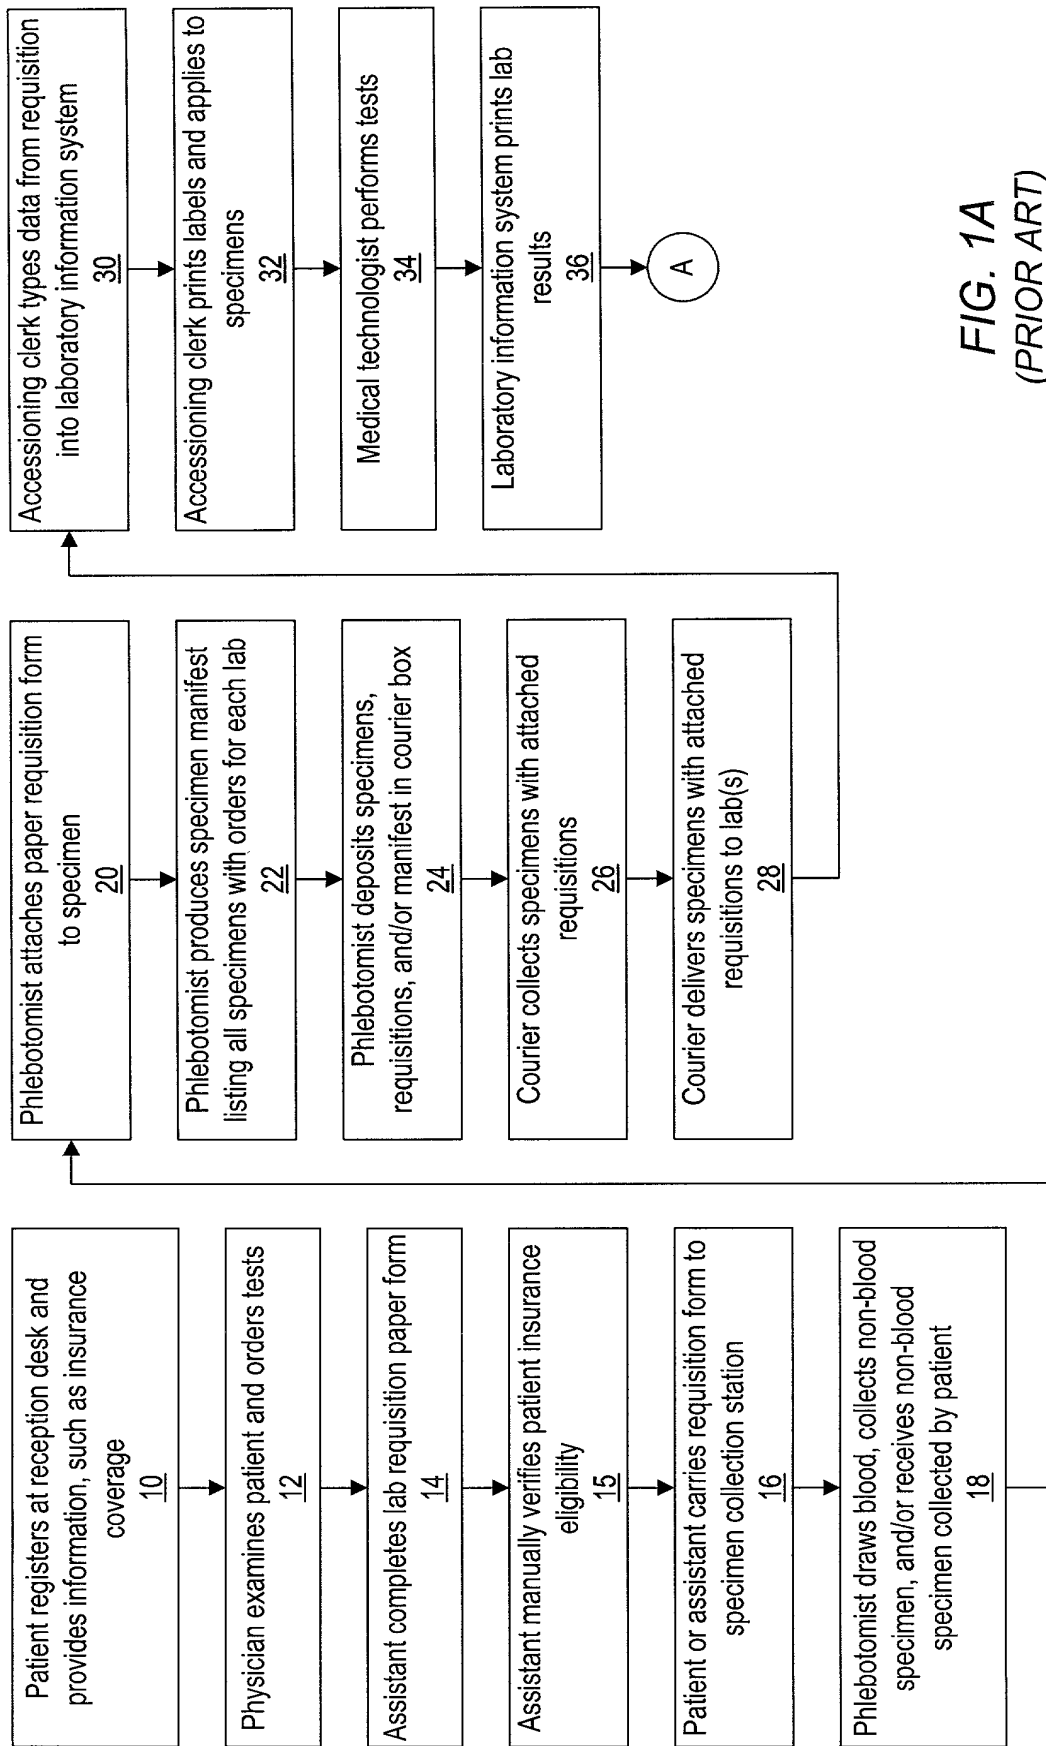 Patient registers at reception desk and
provides information, such as insurance
coverage
10
Physician examines patient and orders tests
12
Assistant completes lab requisition paper form
14
Assistant manually verifies patient insurance
eligibility
15
Patient or assistant carries requisition form to
specimen collection station
16
Phlebotomist draws blood, collects non-blood
specimen, and/or receives non-blood
specimen collected by patient
18
Phlebotomist attaches paper requisition form
to specimen
20
Phlebotomist produces specimen manifest
listing all specimens with orders for each lab
22
Phlebotomist deposits specimens,
requisitions, and/or manifest in courier box
24
Courier collects specimens with attached
requisitions
26
Courier delivers specimens with attached
requisitions to lab(s)
28
Accessioning clerk types data from requisition
into laboratory information system
30
Accessioning clerk prints labels and applies to
specimens
32
Medical technologist performs tests
34
Laboratory information system prints lab
results
36
A
FIG. 1A
(PRIOR ART)